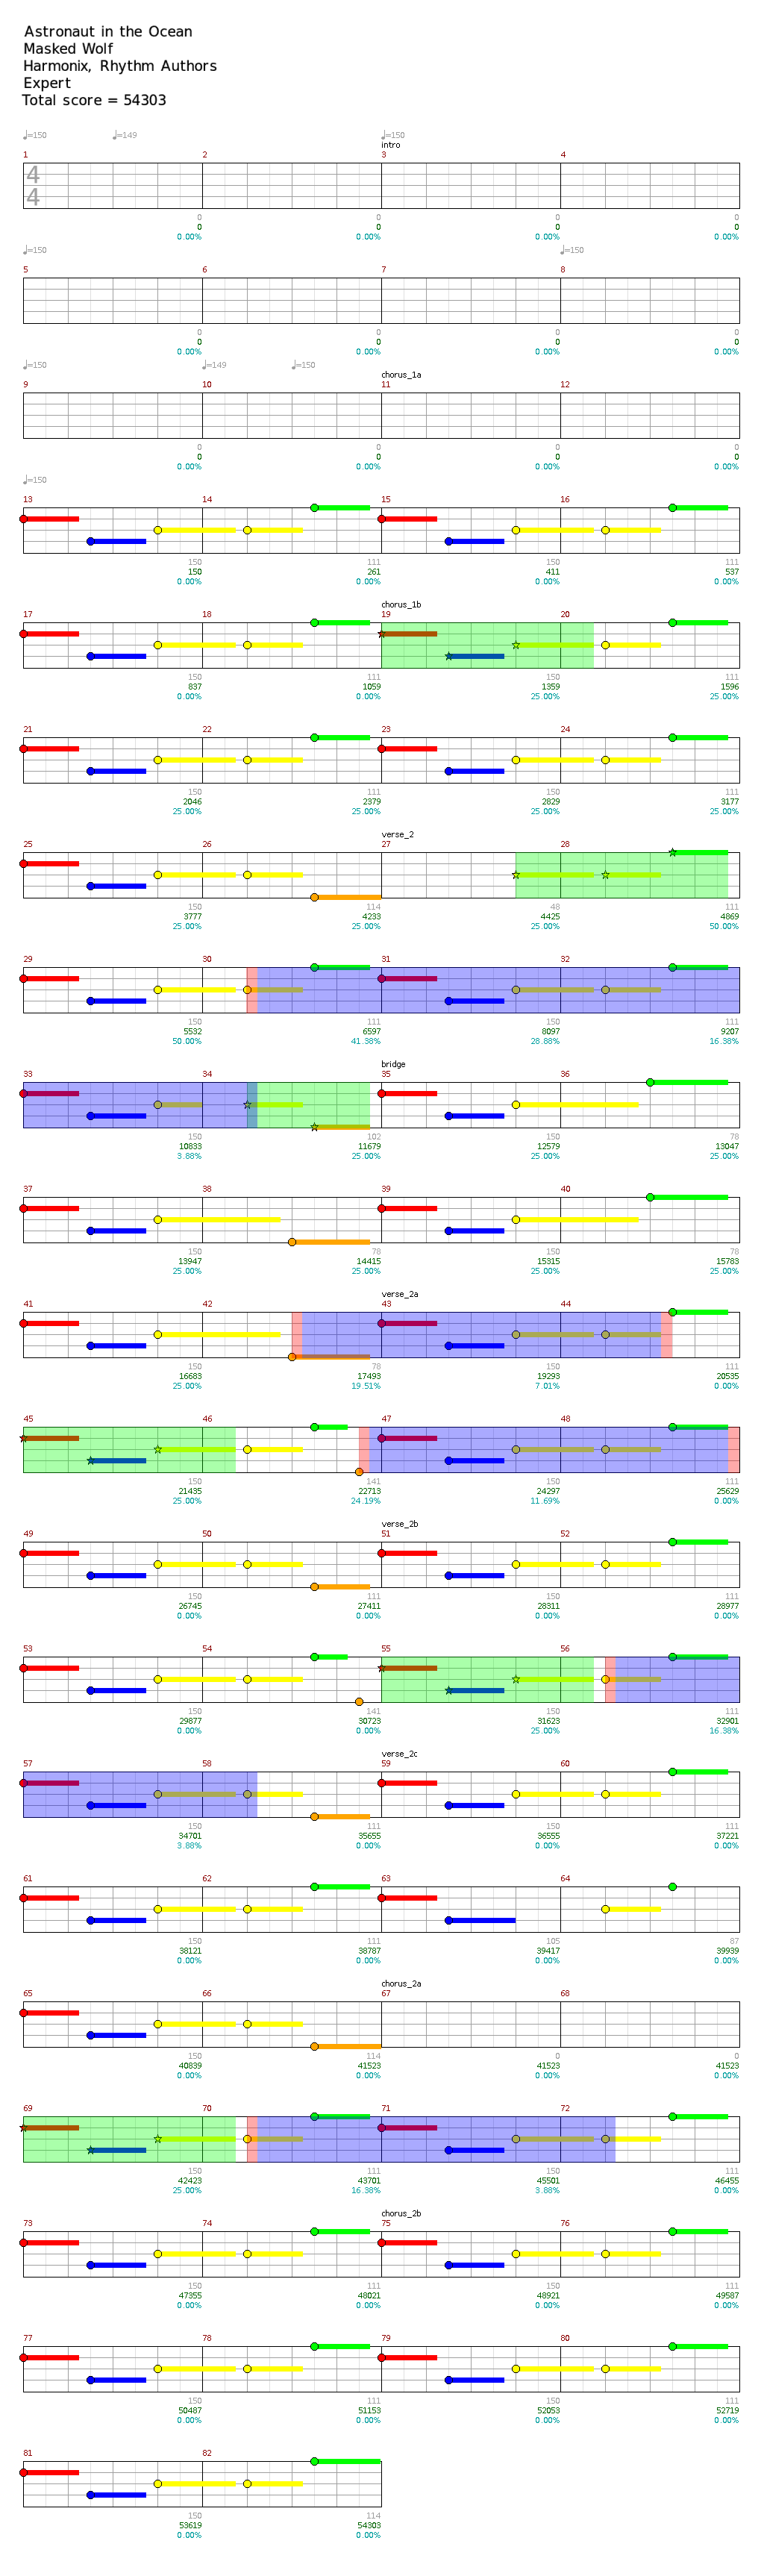 Astronaut in the Ocean
Masked Wolf
Harmonix, Rhythm Authors
Expert
Total score = 54303
♩=150 ♩=149 ♩=150
intro
1 2 3 4
4
4
0 0 0 0
0 0 0 0
0.00% 0.00% 0.00% 0.00%
♩=150 ♩=150
5 6 7 8
0 0 0 0
0 0 0 0
0.00% 0.00% 0.00% 0.00%
♩=150 ♩=149 ♩=150
chorus_1a
9 10 11 12
0 0 0 0
0 0 0 0
0.00% 0.00% 0.00% 0.00%
♩=150
13 14 15 16
150 111 150 111
150 261 411 537
0.00% 0.00% 0.00% 0.00%
chorus_1b
17 18 19 20
150 111 150 111
837 1059 1359 1596
0.00% 0.00% 25.00% 25.00%
21 22 23 24
150 111 150 111
2046 2379 2829 3177
25.00% 25.00% 25.00% 25.00%
verse_2
25 26 27 28
150 114 48 111
3777 4233 4425 4869
25.00% 25.00% 25.00% 50.00%
29 30 31 32
150 111 150 111
5532 6597 8097 9207
50.00% 41.38% 28.88% 16.38%
bridge
33 34 35 36
150 102 150 78
10833 11679 12579 13047
3.88% 25.00% 25.00% 25.00%
37 38 39 40
150 78 150 78
13947 14415 15315 15783
25.00% 25.00% 25.00% 25.00%
verse_2a
41 42 43 44
150 78 150 111
16683 17493 19293 20535
25.00% 19.51% 7.01% 0.00%
45 46 47 48
150 141 150 111
21435 22713 24297 25629
25.00% 24.19% 11.69% 0.00%
verse_2b
49 50 51 52
150 111 150 111
26745 27411 28311 28977
0.00% 0.00% 0.00% 0.00%
53 54 55 56
150 141 150 111
29877 30723 31623 32901
0.00% 0.00% 25.00% 16.38%
verse_2c
57 58 59 60
150 111 150 111
34701 35655 36555 37221
3.88% 0.00% 0.00% 0.00%
61 62 63 64
150 111 105 87
38121 38787 39417 39939
0.00% 0.00% 0.00% 0.00%
chorus_2a
65 66 67 68
150 114 0 0
40839 41523 41523 41523
0.00% 0.00% 0.00% 0.00%
69 70 71 72
150 111 150 111
42423 43701 45501 46455
25.00% 16.38% 3.88% 0.00%
chorus_2b
73 74 75 76
150 111 150 111
47355 48021 48921 49587
0.00% 0.00% 0.00% 0.00%
77 78 79 80
150 111 150 111
50487 51153 52053 52719
0.00% 0.00% 0.00% 0.00%
81 82
150 114
53619 54303
0.00% 0.00%